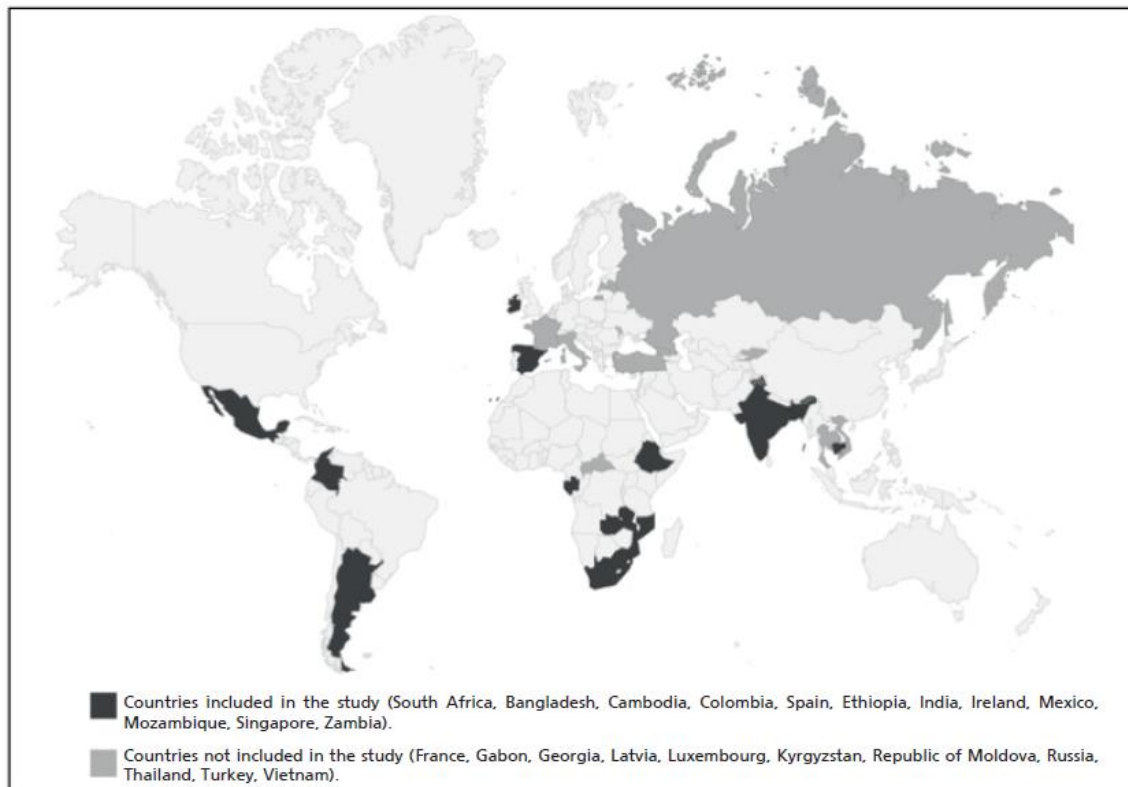 Countries included in the study (South Africa, Bangladesh, Cambodia, Colombia, Spain, Ethiopia, India, Ireland, Mexico,
Mozambique, Singapore, Zambia).
Countries not included in the study (France, Gabon, Georgia, Latvia, Luxembourg, Kyrgyzstan, Republic of Moldova, Russia,
Thailand, Turkey, Vietnam).